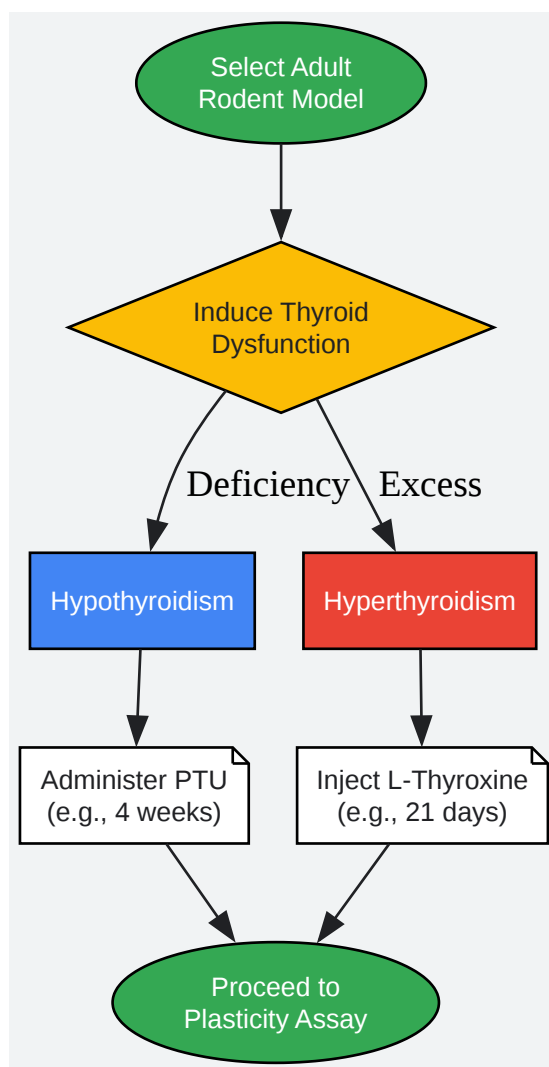 Select Adult
Rodent Model
Induce Thyroid
Dysfunction
Deficiency
Excess
Hypothyroidism
Hyperthyroidism
Administer PTU
(e.g., 4 weeks)
Inject L-Thyroxine
(e.g., 21 days)
Proceed to
Plasticity Assay